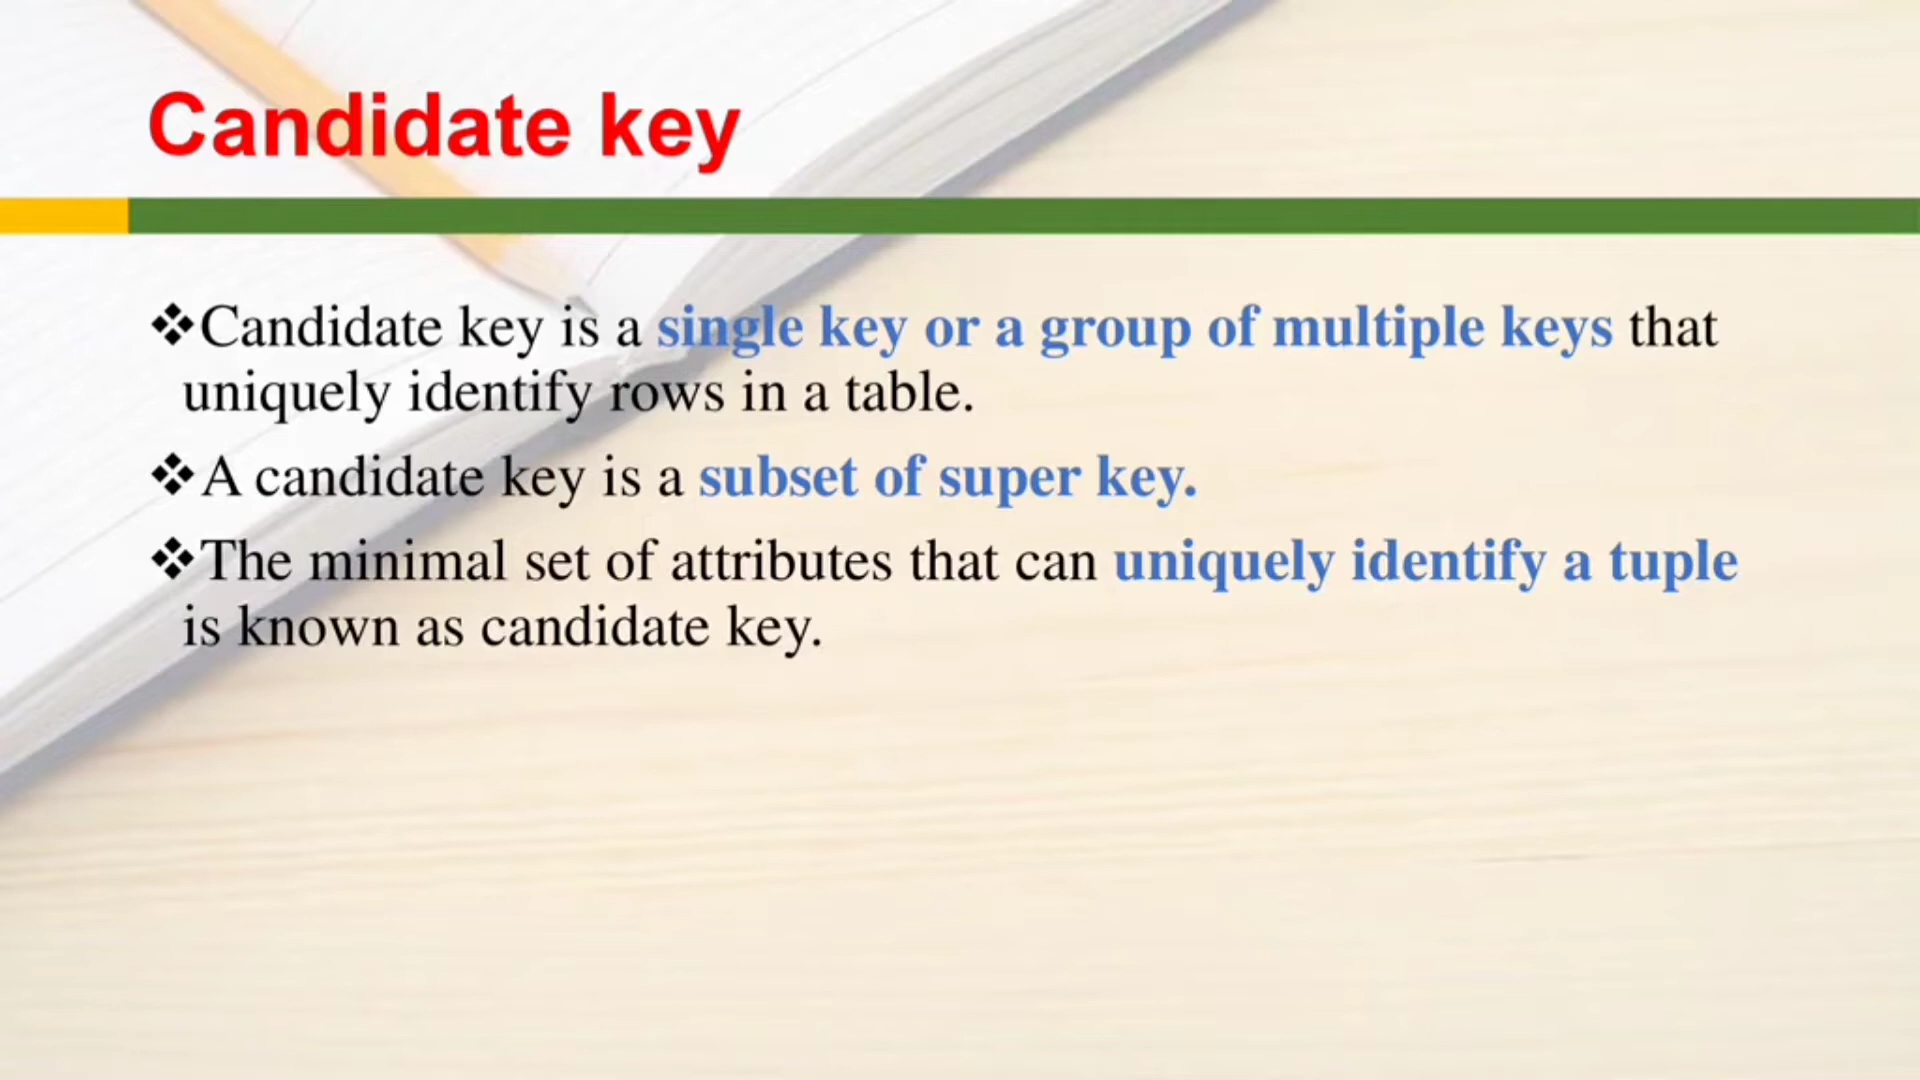 Candidate key
❖Candidate key is a single key or a group of multiple keys that
uniquely identify rows in a table.
❖A candidate key is a subset of super key.
❖The minimal set of attributes that can uniquely identify a tuple
is known as candidate key.